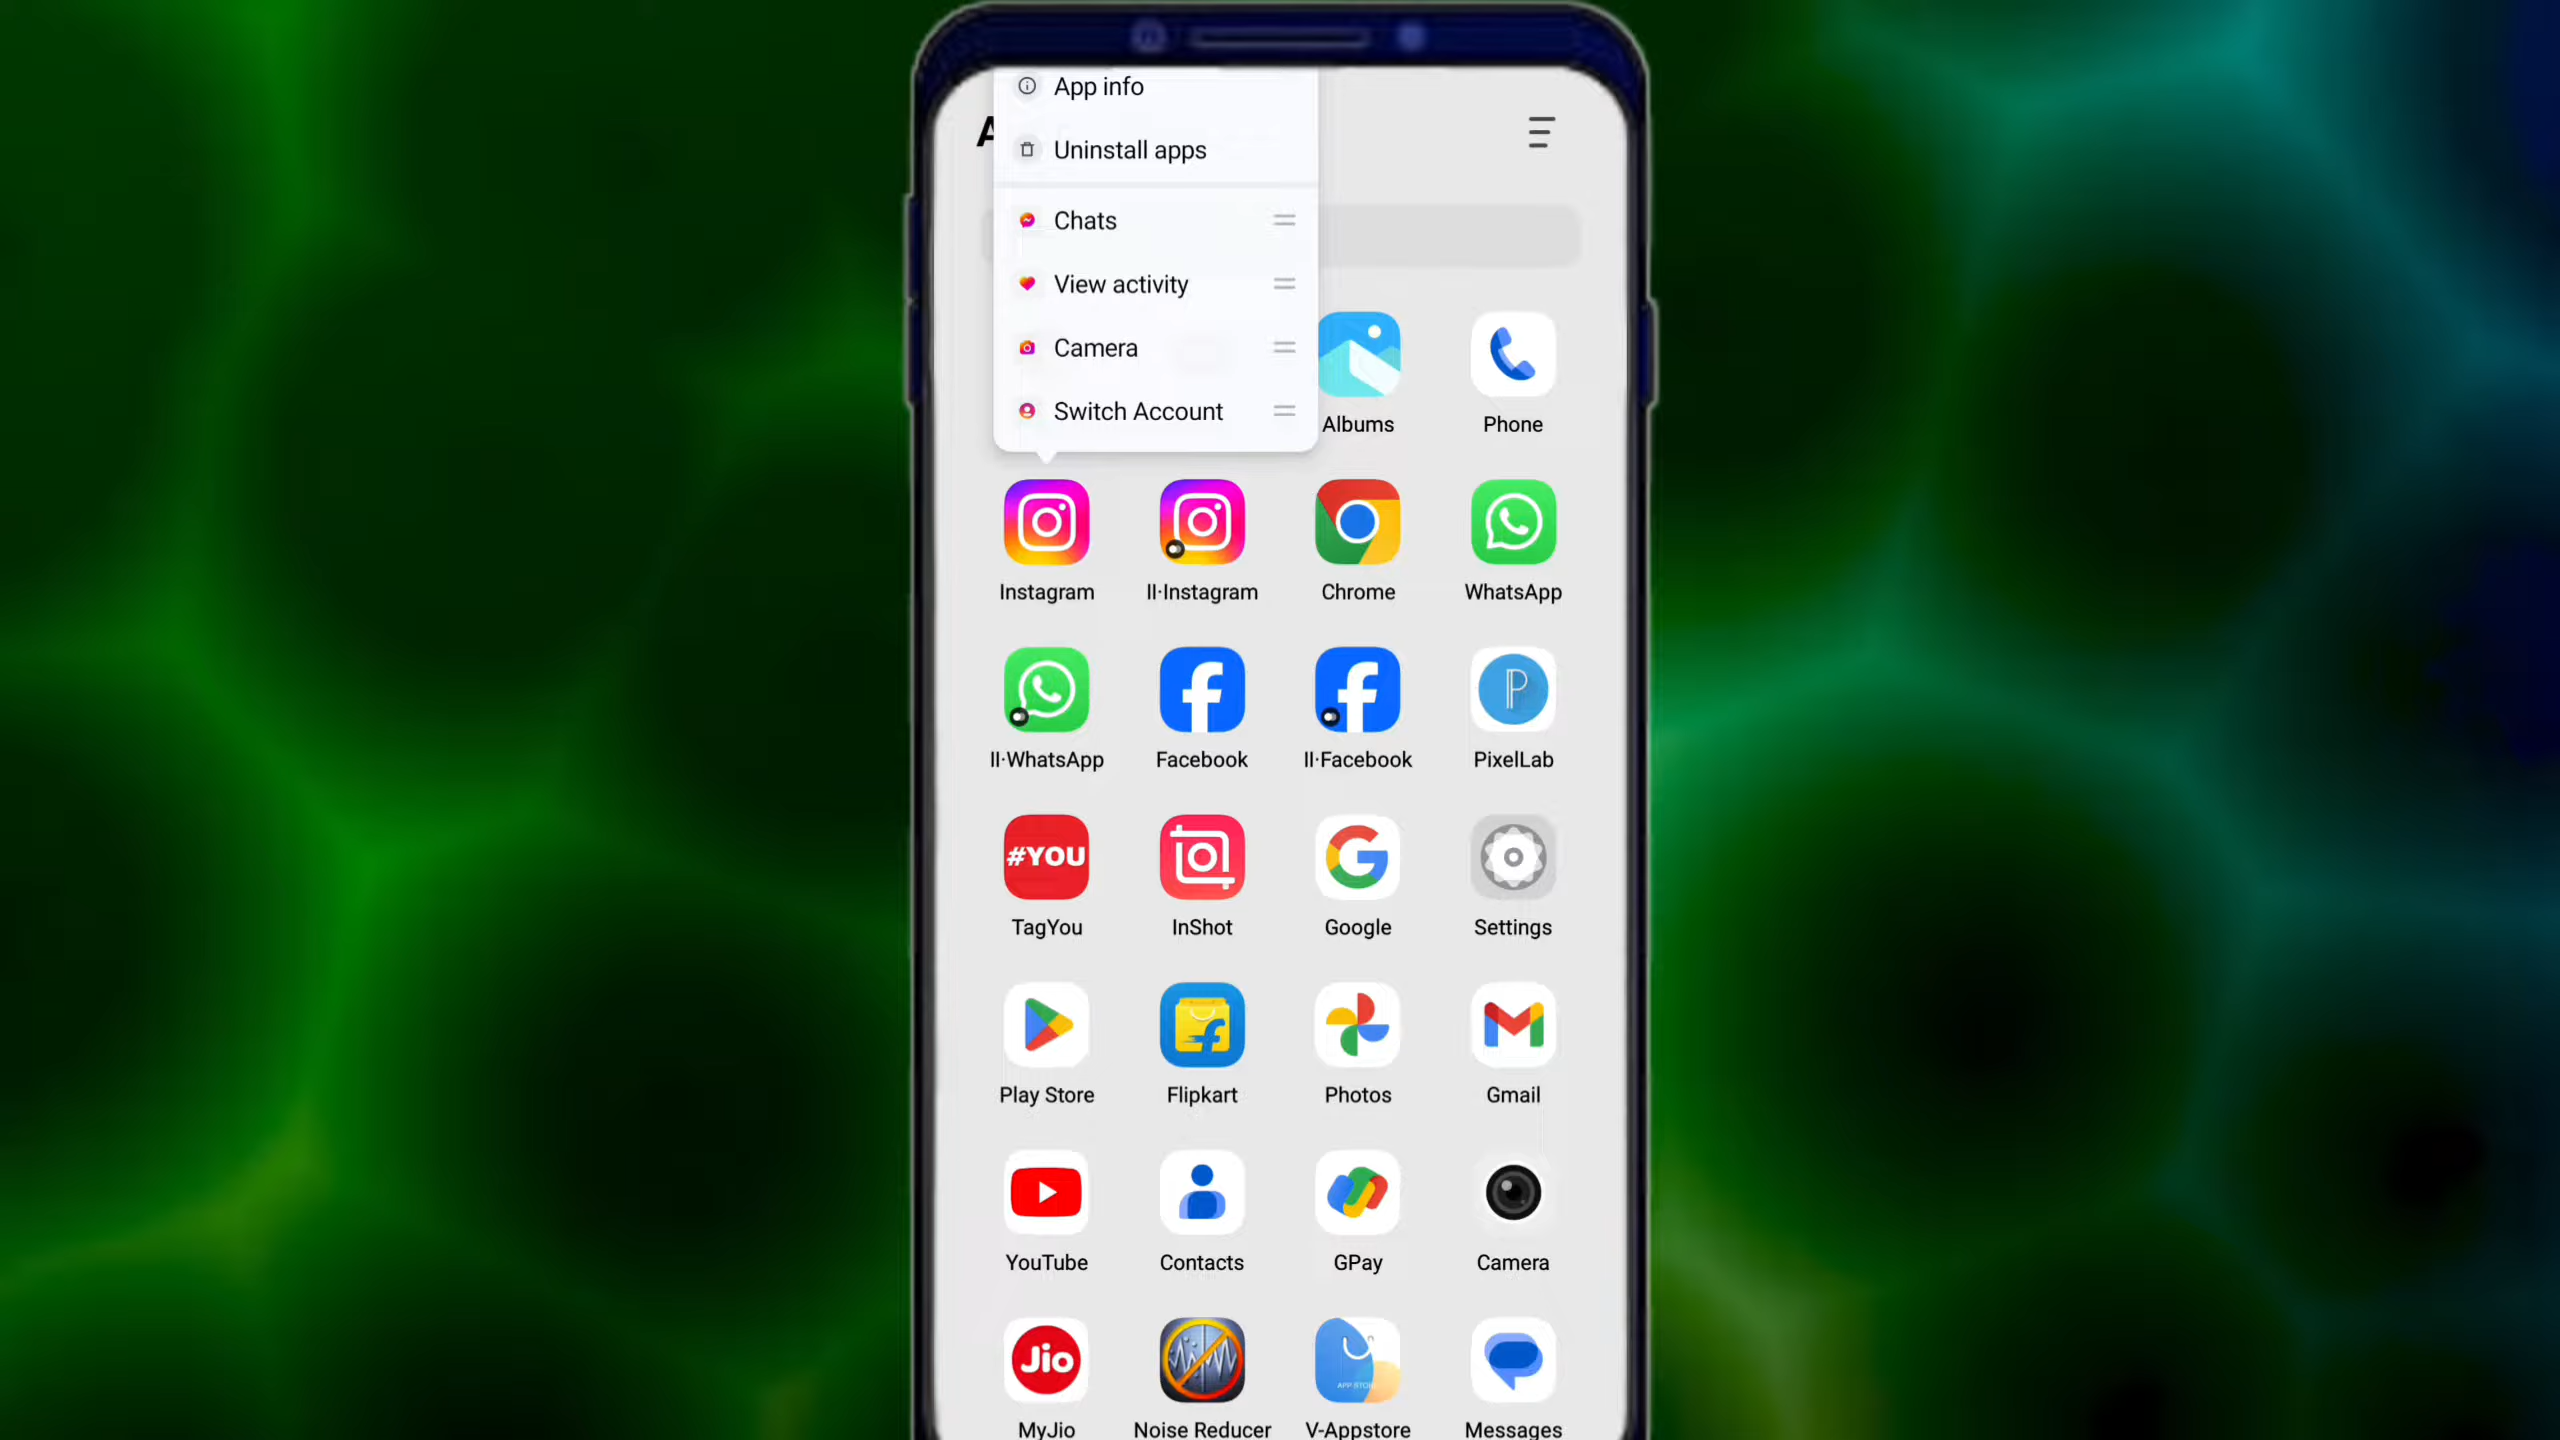 App info
A
Uninstall apps
Chats
View activity
Camera
Switch Account
Albums
Phone
Instagram
II·Instagram
Chrome
WhatsApp
II·WhatsApp
Facebook
II·Facebook
PixelLab
#YOU
TagYou
InShot
Google
Settings
Play Store
Flipkart
Photos
Gmail
YouTube
Contacts
GPay
Camera
Jio
APP STORE
MyJio
Noise Reducer
V-Appstore
Messages